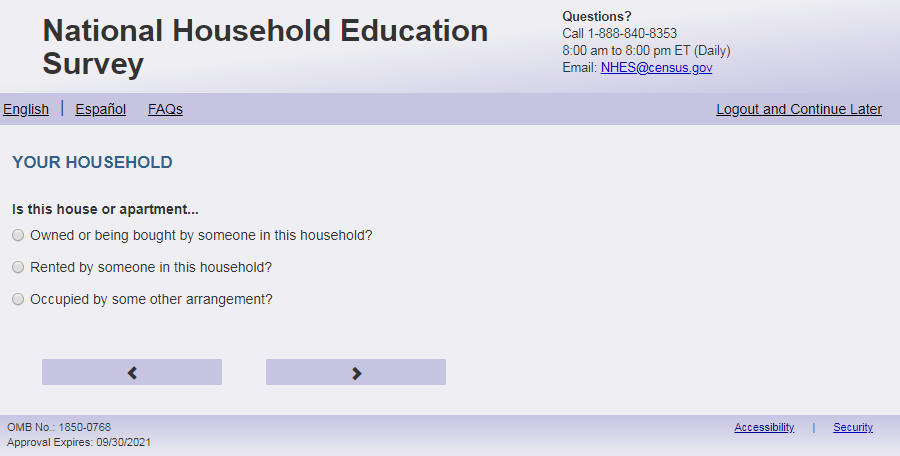 National Household Education
Survey
Questions?
Call 1-888-840-8353
8:00 am to 8:00 pm ET (Daily)
Email: NHES@census.gov
English | Español FAQs Logout and Continue Later
YOUR HOUSEHOLD
Is this house or apartment...
Owned or being bought by someone in this household?
Rented by someone in this household?
Occupied by some other arrangement?
OMB No.: 1850-0768
Approval Expires: 09/30/2021
Accessibility | Security